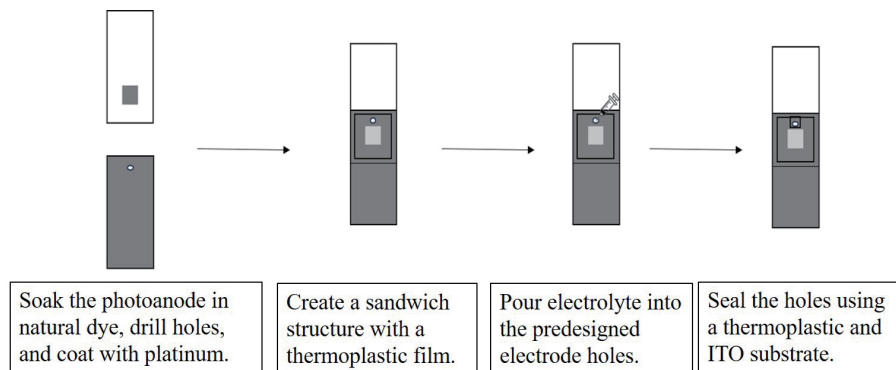 Soak the photoanode in
natural dye, drill holes,
and coat with platinum.
Create a sandwich
structure with a
thermoplastic film.
Pour electrolyte into
the predesigned
electrode holes.
Seal the holes using
a thermoplastic and
ITO substrate.